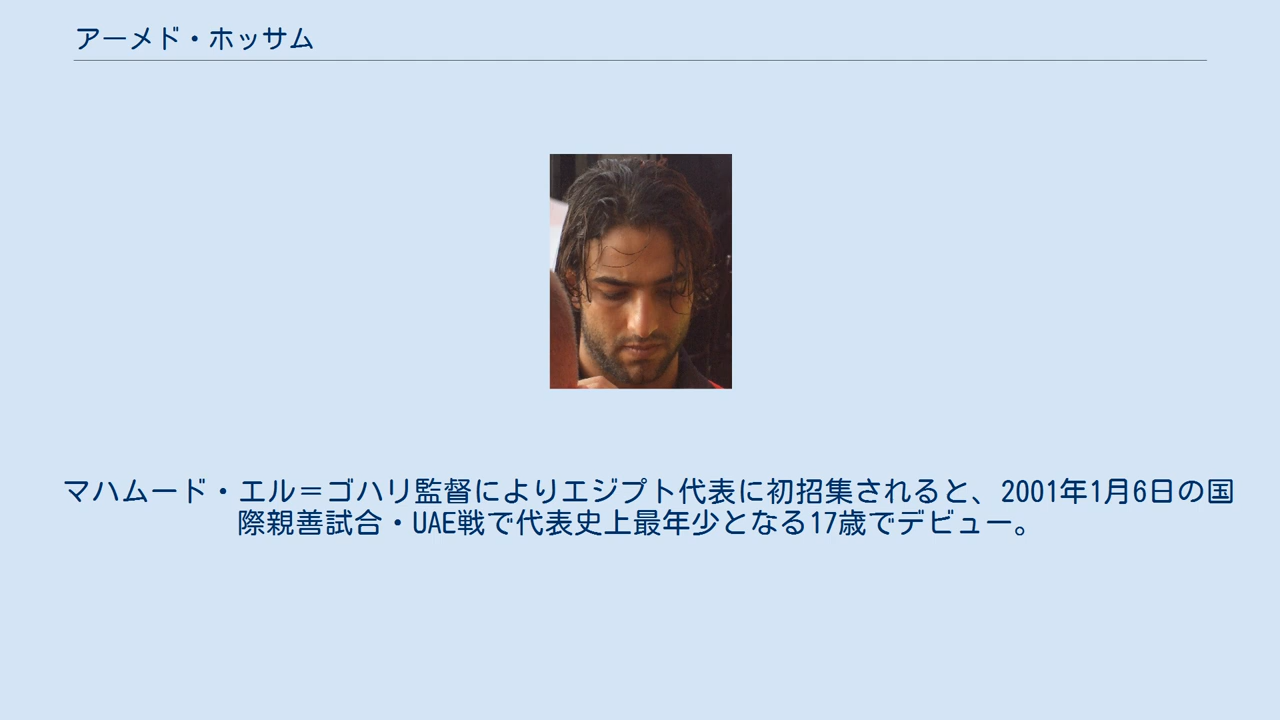 アーメド・ホッサム
マハムード・エル＝ゴハリ監督によりエジプト代表に初招集されると、2001年1月6日の国
際親善試合・UAE戦で代表史上最年少となる17歳でデビュー。